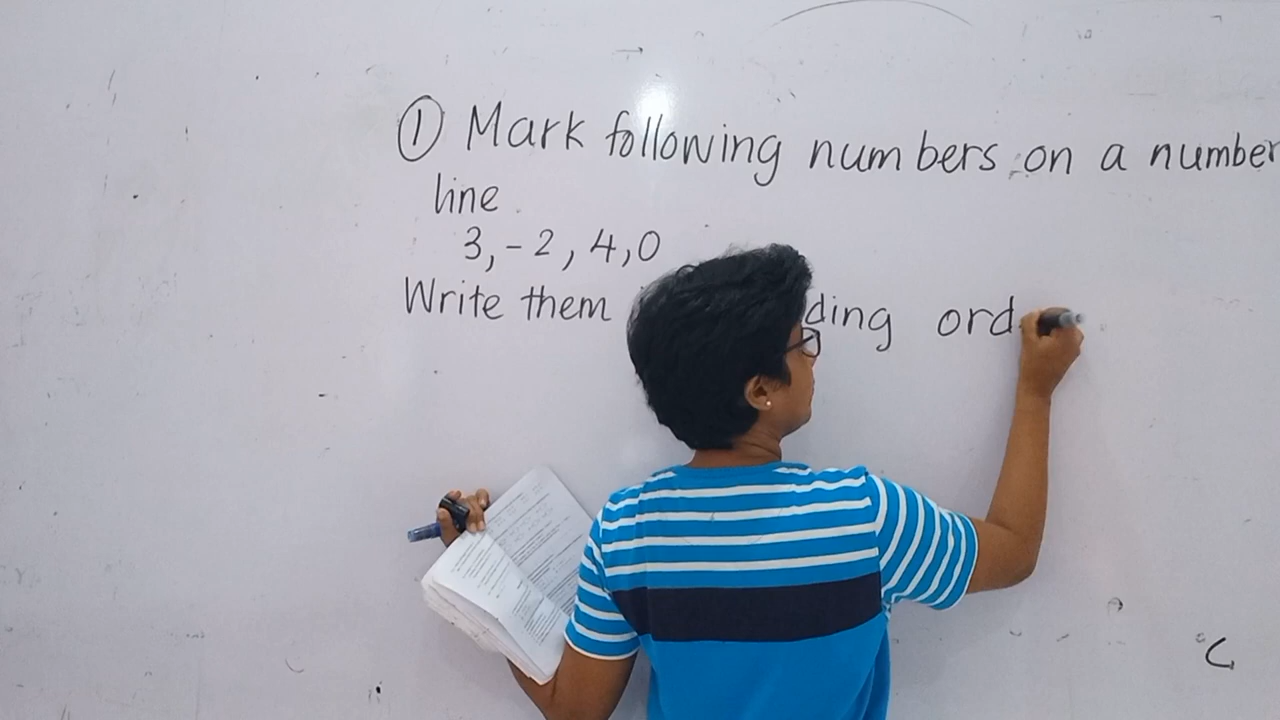 ① Mark following numbers on a number
line
3, -2, 4, 0
Write them ding ord